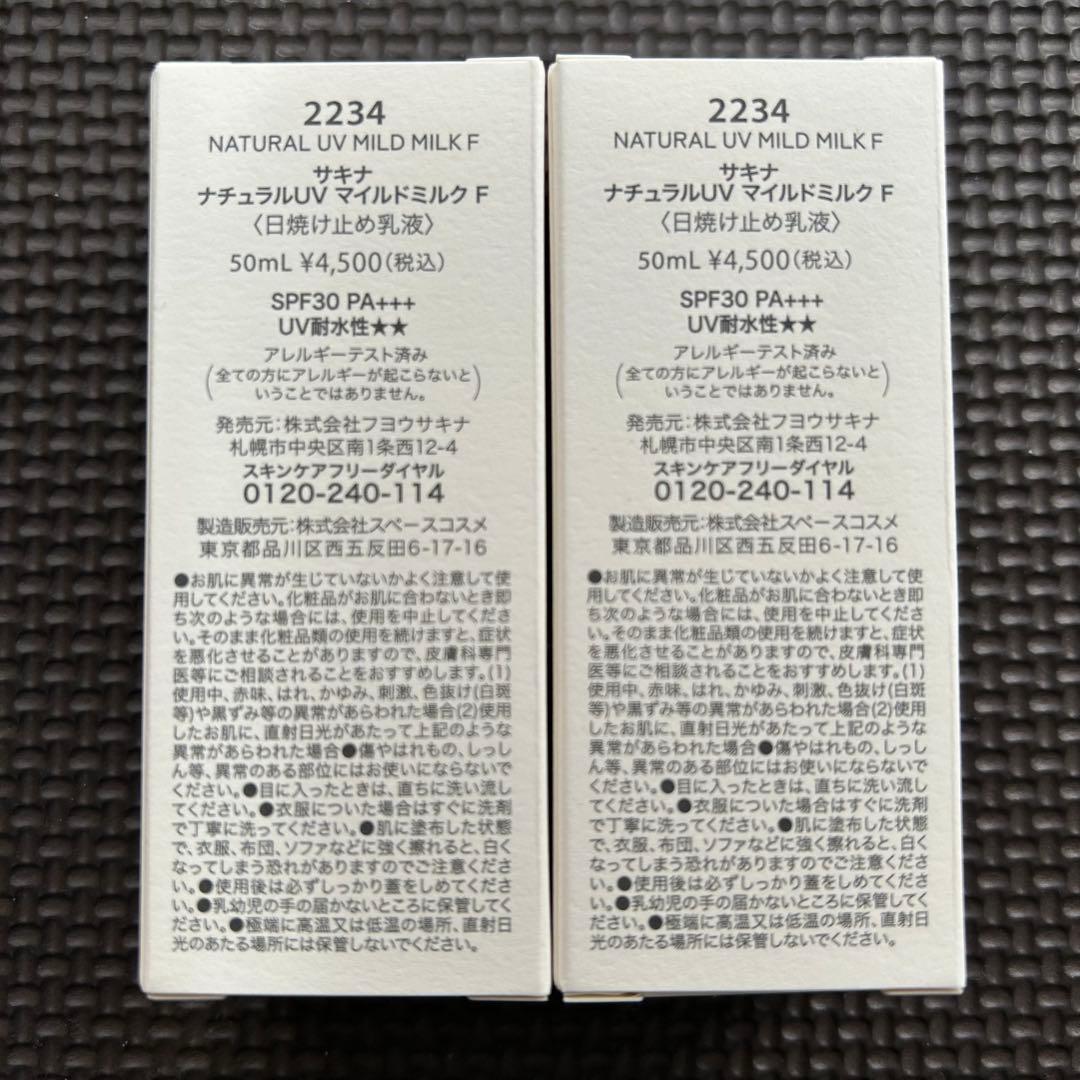 2234
NATURAL UV MILD MILK F
サキナ
ナチュラルUV マイルドミルク F
〈日焼け止め乳液〉
50mL ¥4,500(税込)
SPF30 PA+++
UV耐水性★★
アレルギーテスト済み
(全ての方にアレルギーが起こらないと
いうことではありません。)
発売元:株式会社フヨウサキナ
札幌市中央区南1条西12-4
スキンケアフリーダイヤル
0120-240-114
製造販売元:株式会社スペースコスメ
東京都品川区西五反田6-17-16
●お肌に異常が生じていないかよく注意して使
用してください。化粧品がお肌に合わないとき即
ち次のような場合には、使用を中止してくださ
い。そのまま化粧品類の使用を続けますと、症状
を悪化させることがありますので、皮膚科専門
医等にご相談されることをおすすめします。(1)
使用中、赤味、はれ、かゆみ、刺激、色抜け(白斑
等)や黒ずみ等の異常があらわれた場合(2)使用
したお肌に、直射日光があたって上記のような
異常があらわれた場合●傷やはれもの、しっし
ん等、異常のある部位にはお使いにならないで
ください。●目に入ったときは、直ちに洗い流し
てください。●衣服についた場合はすぐに洗剤
で丁寧に洗ってください。●肌に塗布した状態
で、衣服、布団、ソファなどに強く擦れると、白く
なってしまう恐れがありますのでご注意くださ
い。●使用後は必ずしっかり蓋をしめてくださ
い。●乳幼児の手の届かないところに保管してく
ださい。●極端に高温又は低温の場所、直射日
光のあたる場所には保管しないでください。
2234
NATURAL UV MILD MILK F
サキナ
ナチュラルUV マイルドミルク F
〈日焼け止め乳液〉
50mL ¥4,500(税込)
SPF30 PA+++
UV耐水性★★
アレルギーテスト済み
(全ての方にアレルギーが起こらないと
いうことではありません。)
発売元:株式会社フヨウサキナ
札幌市中央区南1条西12-4
スキンケアフリーダイヤル
0120-240-114
製造販売元:株式会社スペースコスメ
東京都品川区西五反田6-17-16
●お肌に異常が生じていないかよく注意して使
用してください。化粧品がお肌に合わないとき即
ち次のような場合には、使用を中止してくださ
い。そのまま化粧品類の使用を続けますと、症状
を悪化させることがありますので、皮膚科専門
医等にご相談されることをおすすめします。(1)
使用中、赤味、はれ、かゆみ、刺激、色抜け(白斑
等)や黒ずみ等の異常があらわれた場合(2)使用
したお肌に、直射日光があたって上記のような
異常があらわれた場合●傷やはれもの、しっし
ん等、異常のある部位にはお使いにならないで
ください。●目に入ったときは、直ちに洗い流し
てください。●衣服についた場合はすぐに洗剤
で丁寧に洗ってください。●肌に塗布した状態
で、衣服、布団、ソファなどに強く擦れると、白く
なってしまう恐れがありますのでご注意くださ
い。●使用後は必ずしっかり蓋をしめてくださ
い。●乳幼児の手の届かないところに保管してく
ださい。●極端に高温又は低温の場所、直射日
光のあたる場所には保管しないでください。